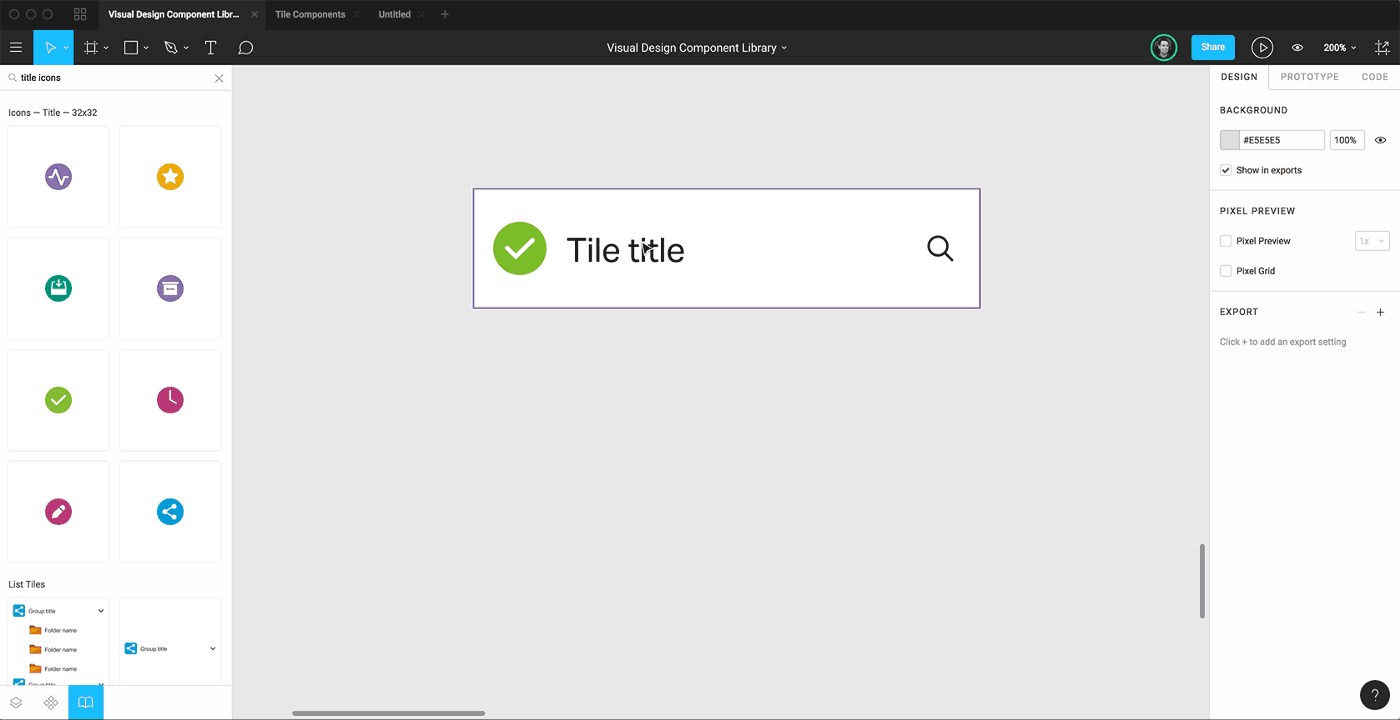 Visual Design Component Libr...
Tile Components
Untitled
Visual Design Component Library
Share
200%
title icons
Icons — Title — 32x32
List Tiles
Group title
Folder name
Folder name
Folder name
Group title
Group title
Tile title
DESIGN
PROTOTYPE
CODE
BACKGROUND
#E5E5E5
100%
Show in exports
PIXEL PREVIEW
Pixel Preview
1x
Pixel Grid
EXPORT
Click + to add an export setting
?